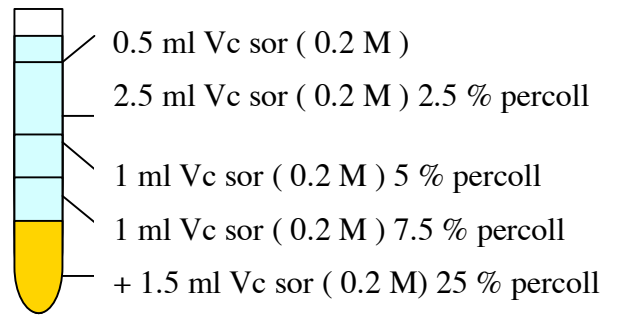 0.5 ml Vc sor ( 0.2 M )
2.5 ml Vc sor ( 0.2 M ) 2.5 % percoll
1 ml Vc sor ( 0.2 M ) 5 % percoll
1 ml Vc sor ( 0.2 M ) 7.5 % percoll
+ 1.5 ml Vc sor ( 0.2 M) 25 % percoll